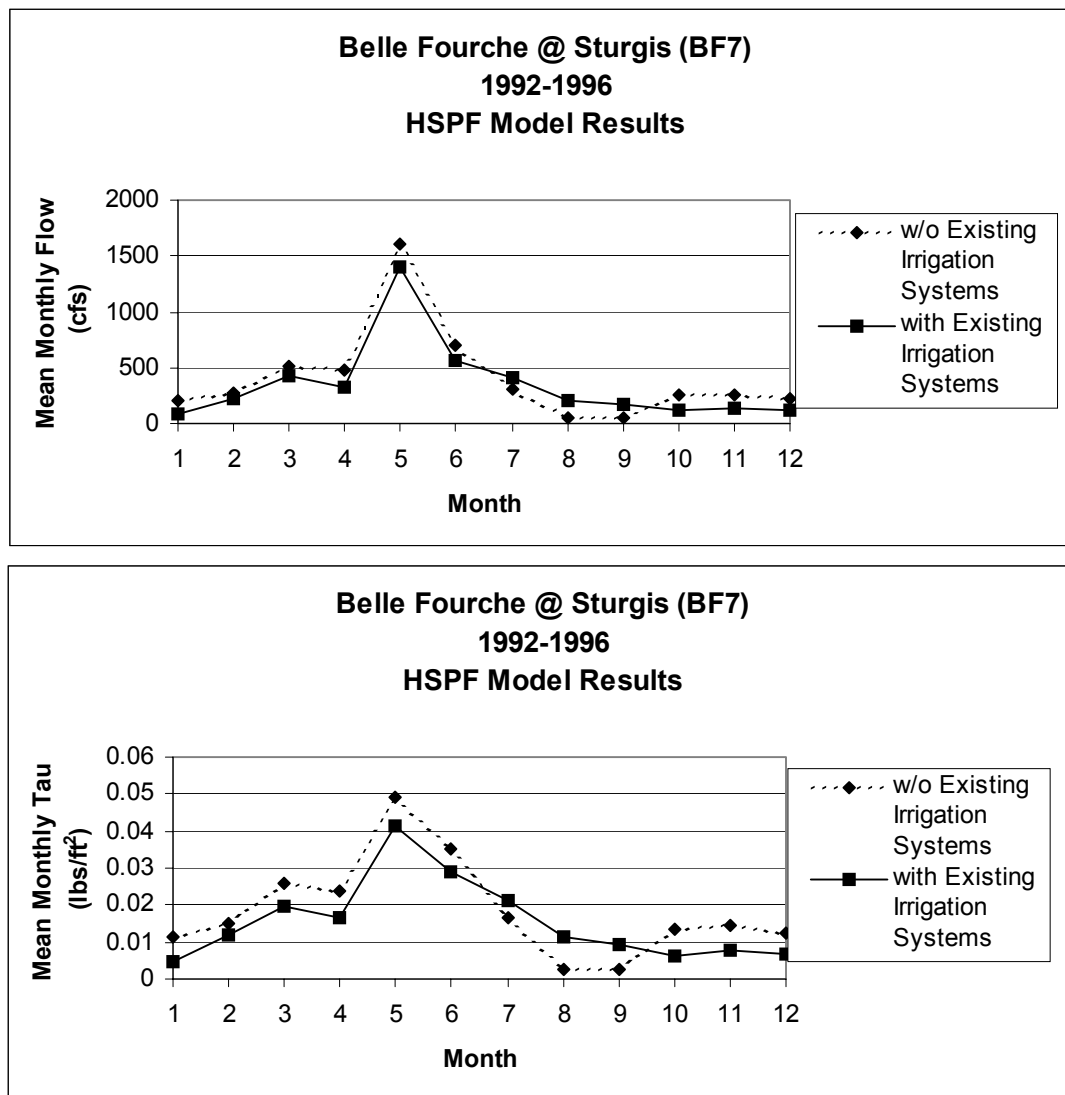 Belle Fourche @ Sturgis (BF7)
1992-1996
HSPF Model Results
Mean Monthly Flow
(cfs)
2000
1500
1000
500
0
1 2 3 4 5 6 7 8 9 10 11 12
Month
w/o Existing
Irrigation
Systems
with Existing
Irrigation
Systems
Belle Fourche @ Sturgis (BF7)
1992-1996
HSPF Model Results
Mean Monthly Tau
(lbs/ft²)
0.06
0.05
0.04
0.03
0.02
0.01
0
1 2 3 4 5 6 7 8 9 10 11 12
Month
w/o Existing
Irrigation
Systems
with Existing
Irrigation
Systems